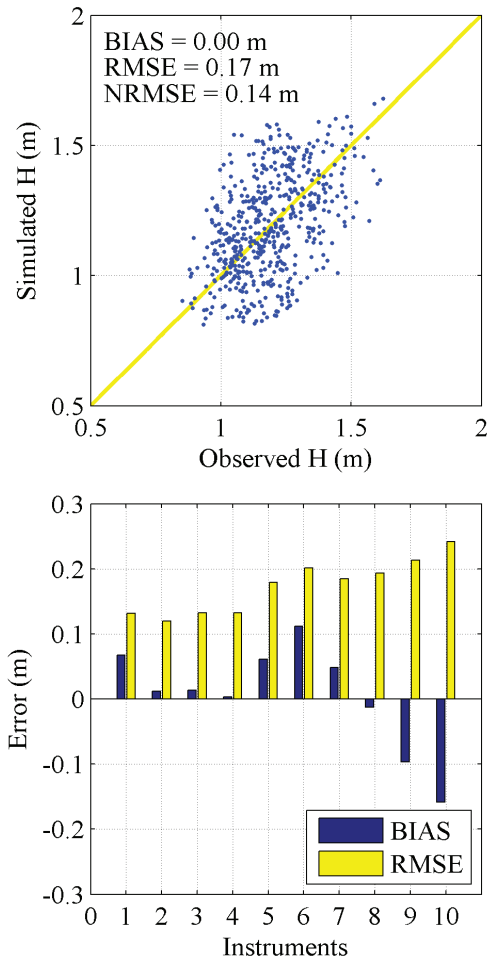 2
BIAS = 0.00 m
RMSE = 0.17 m
NRMSE = 0.14 m
1.5
Simulated H (m)
1
0.5
0.5 1 1.5 2
Observed H (m)
0.3
0.2
0.1
Error (m)
0
-0.1
-0.2
-0.3
BIAS
RMSE
0 1 2 3 4 5 6 7 8 9 10
Instruments